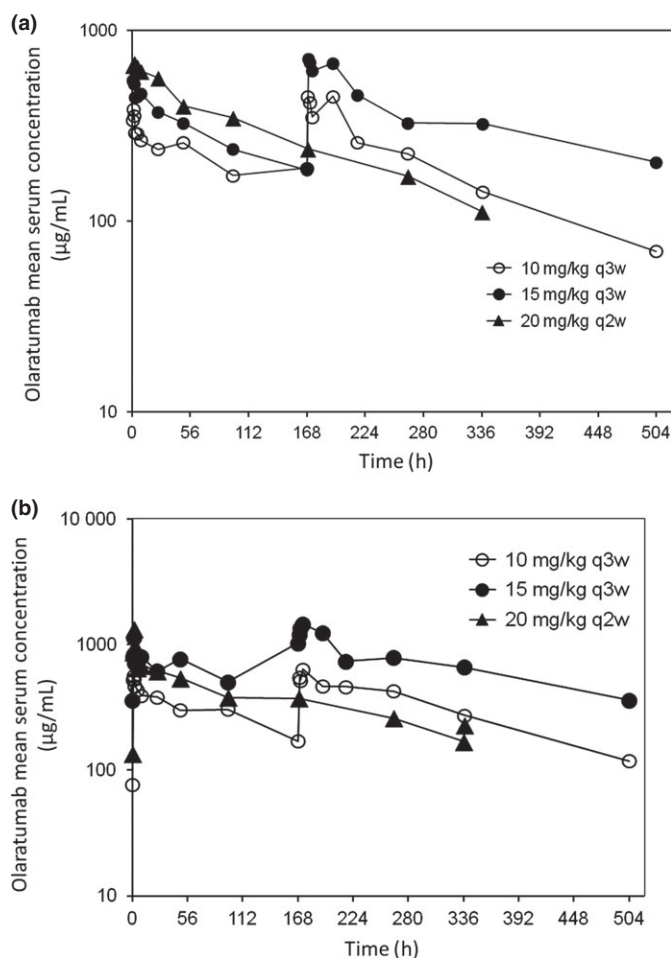 (a)
Olaratumab mean serum concentration
(µg/mL)
1000
100
10
10 mg/kg q3w
15 mg/kg q3w
20 mg/kg q2w
0 56 112 168 224 280 336 392 448 504
Time (h)
(b)
Olaratumab mean serum concentration
(µg/mL)
10 000
1000
100
10
10 mg/kg q3w
15 mg/kg q3w
20 mg/kg q2w
0 56 112 168 224 280 336 392 448 504
Time (h)